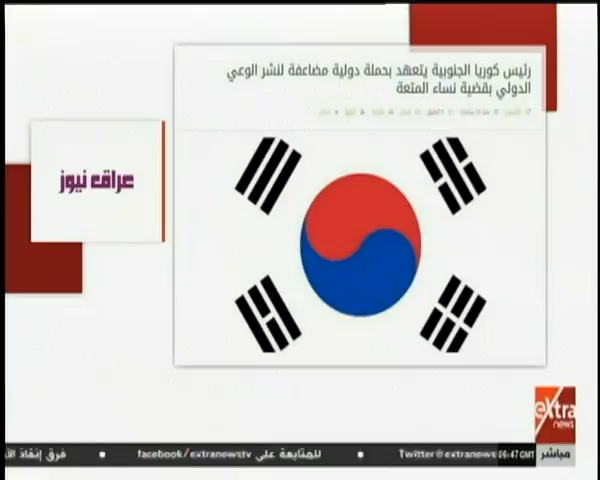 رئيس كوريا الجنوبية يتعهد بحملة دولية مضاعفة لنشر الوعي
الدولي بقضية نساء المتعة
عراق نيوز
extra
news
مباشر
06:47 GMT
Twitter@extranews
للمتابعة على facebook/extranewstv
فرق إنقاذ